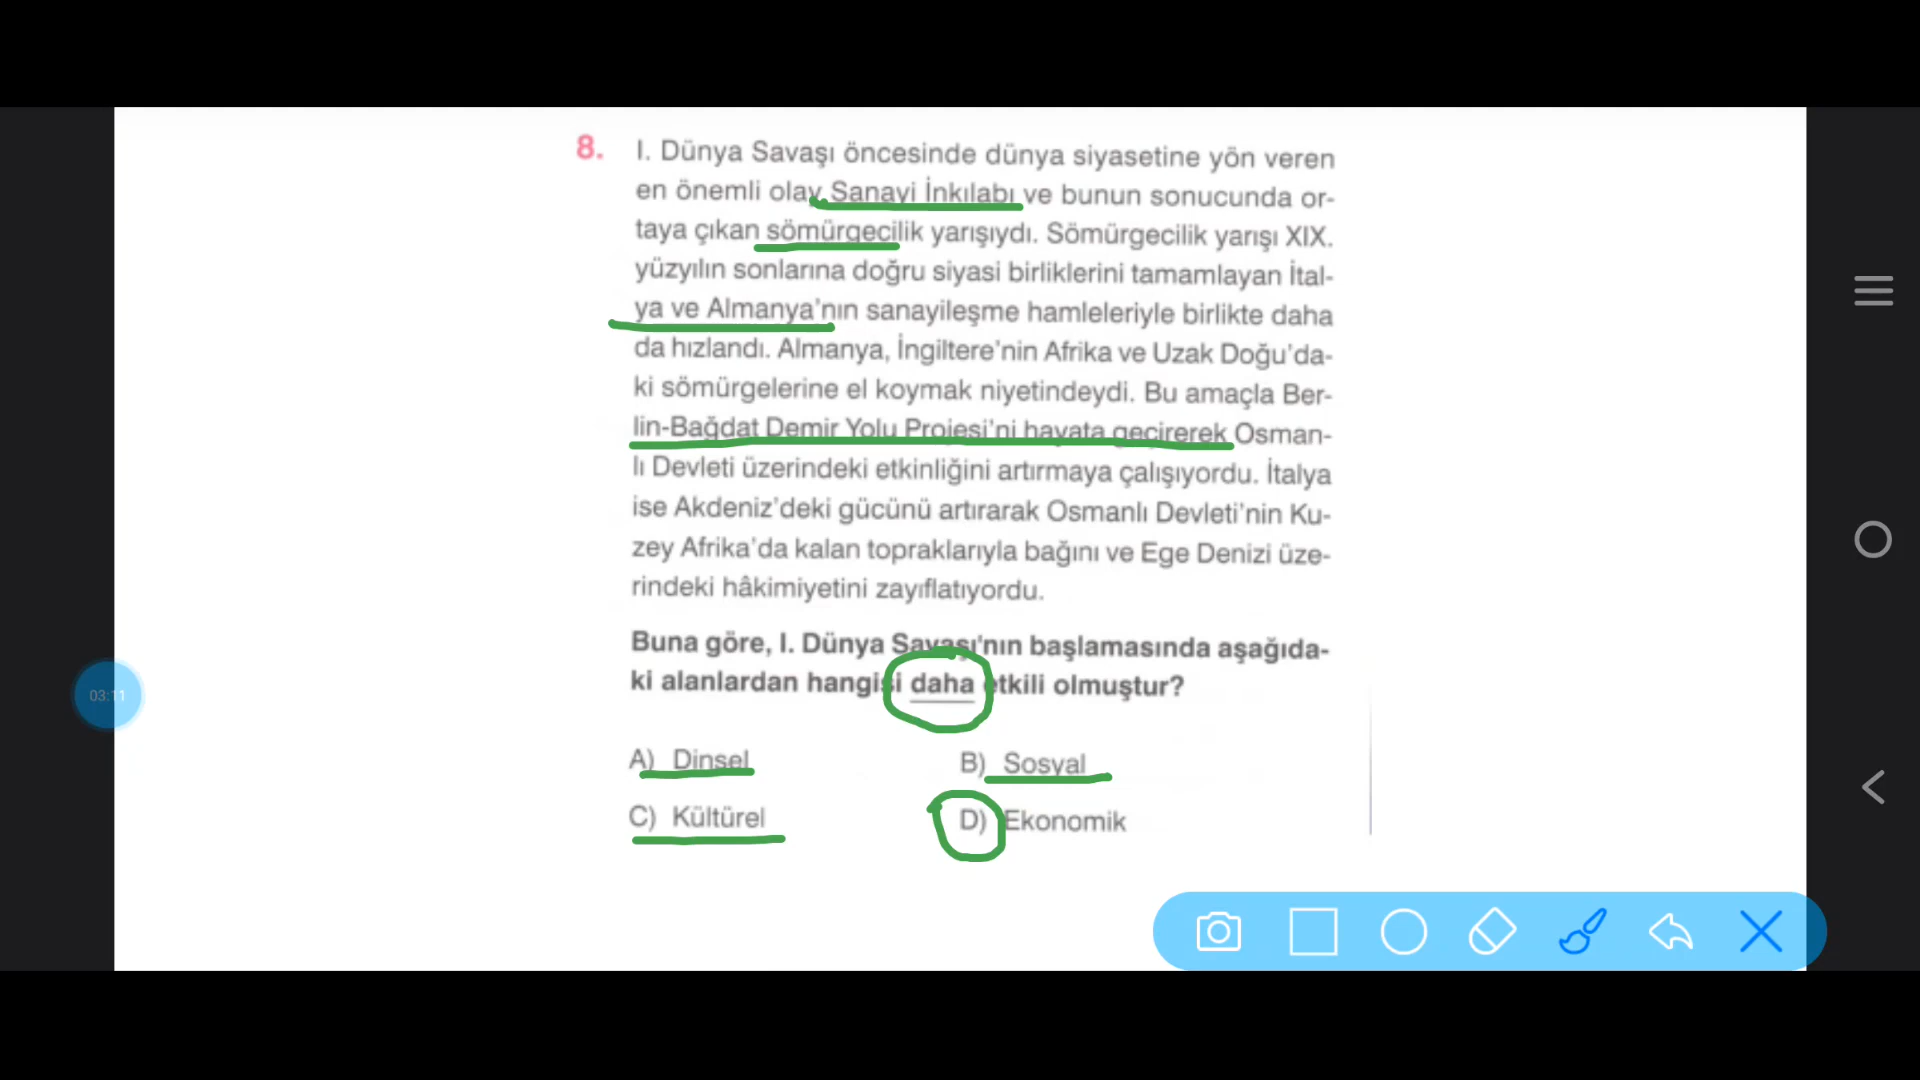 8. I. Dünya Savaşı öncesinde dünya siyasetine yön veren
en önemli olay Sanayi İnkılabı ve bunun sonucunda or-
taya çıkan sömürgecilik yarışıydı. Sömürgecilik yarışı XIX.
yüzyılın sonlarına doğru siyasi birliklerini tamamlayan İtal-
ya ve Almanya'nın sanayileşme hamleleriyle birlikte daha
da hızlandı. Almanya, İngiltere'nin Afrika ve Uzak Doğu'da-
ki sömürgelerine el koymak niyetindeydi. Bu amaçla Ber-
lin-Bağdat Demir Yolu Projesi'ni hayata geçirerek Osman-
lı Devleti üzerindeki etkinliğini artırmaya çalışıyordu. İtalya
ise Akdeniz'deki gücünü artırarak Osmanlı Devleti'nin Ku-
zey Afrika'da kalan topraklarıyla bağını ve Ege Denizi üze-
rindeki hâkimiyetini zayıflatıyordu.
Buna göre, I. Dünya Savaşı'nın başlamasında aşağıda-
ki alanlardan hangisi daha etkili olmuştur?
03:11
A) Dinsel B) Sosyal
C) Kültürel D) Ekonomik